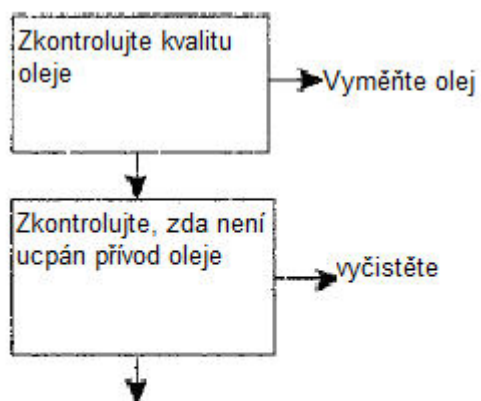 Zkontrolujte kvalitu
oleje
Vyměňte olej
Zkontrolujte, zda není
ucpán přívod oleje
vyčistěte